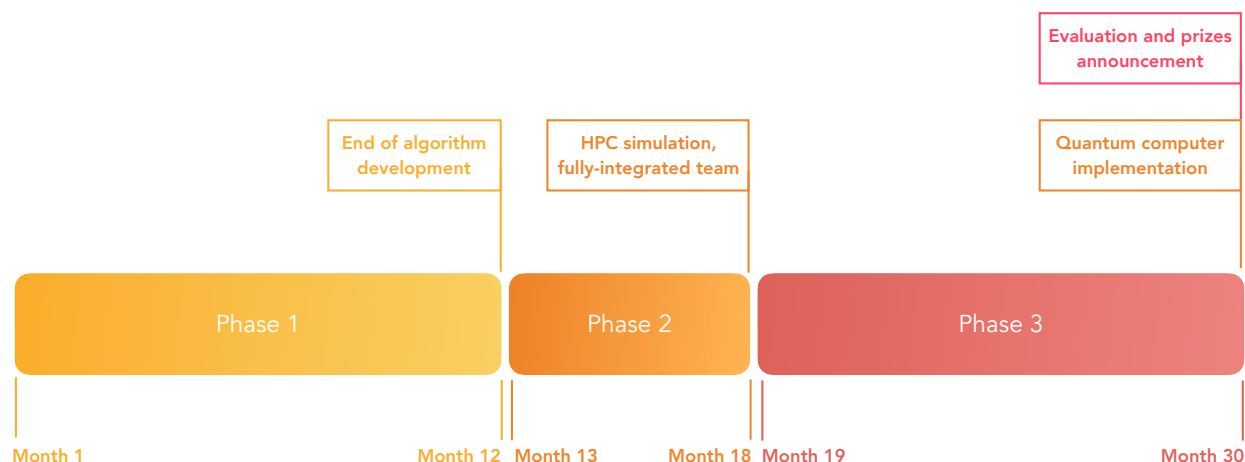 Evaluation and prizes
announcement
End of algorithm
development
HPC simulation,
fully-integrated team
Quantum computer
implementation
Phase 1
Phase 2
Phase 3
Month 1
Month 12
Month 13
Month 18
Month 19
Month 30